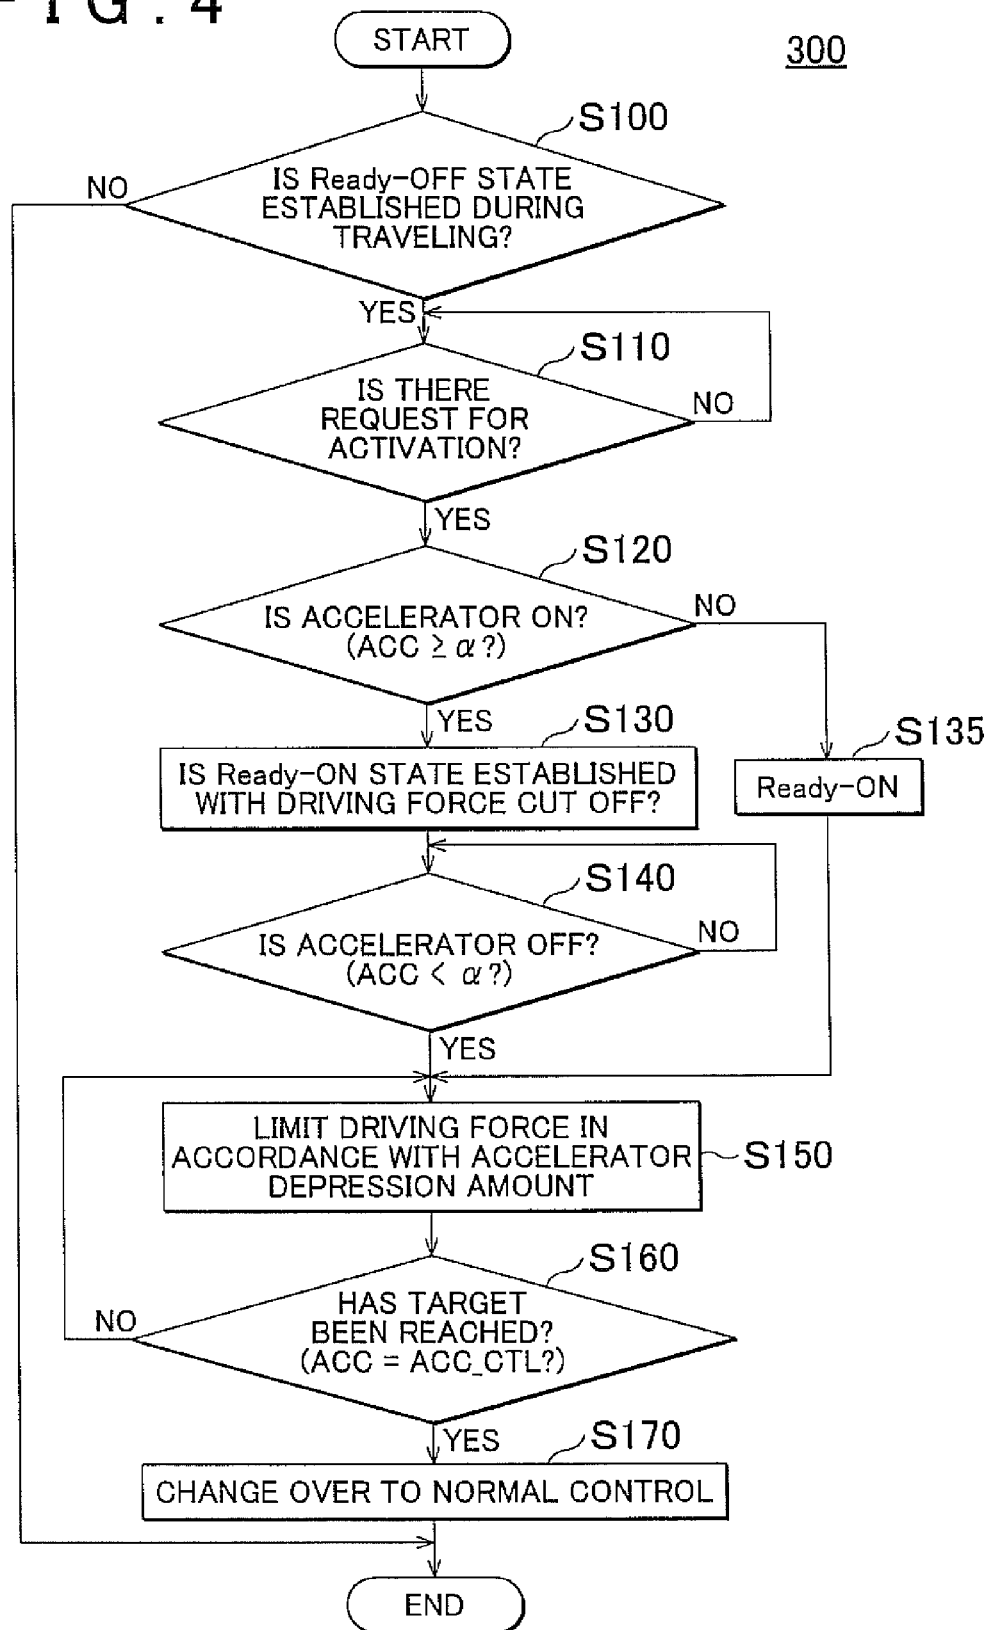 FIG. 4
START
300
S100
IS Ready-OFF STATE
ESTABLISHED DURING
TRAVELING?
NO
YES
S110
IS THERE
REQUEST FOR
ACTIVATION?
NO
YES
S120
IS ACCELERATOR ON?
(ACC ≥ α?)
NO
YES
S130
S135
IS Ready-ON STATE ESTABLISHED
WITH DRIVING FORCE CUT OFF?
Ready-ON
S140
IS ACCELERATOR OFF?
(ACC < α?)
NO
YES
LIMIT DRIVING FORCE IN
ACCORDANCE WITH ACCELERATOR
DEPRESSION AMOUNT
S150
S160
HAS TARGET
BEEN REACHED?
(ACC = ACC_CTL?)
NO
YES
S170
CHANGE OVER TO NORMAL CONTROL
END